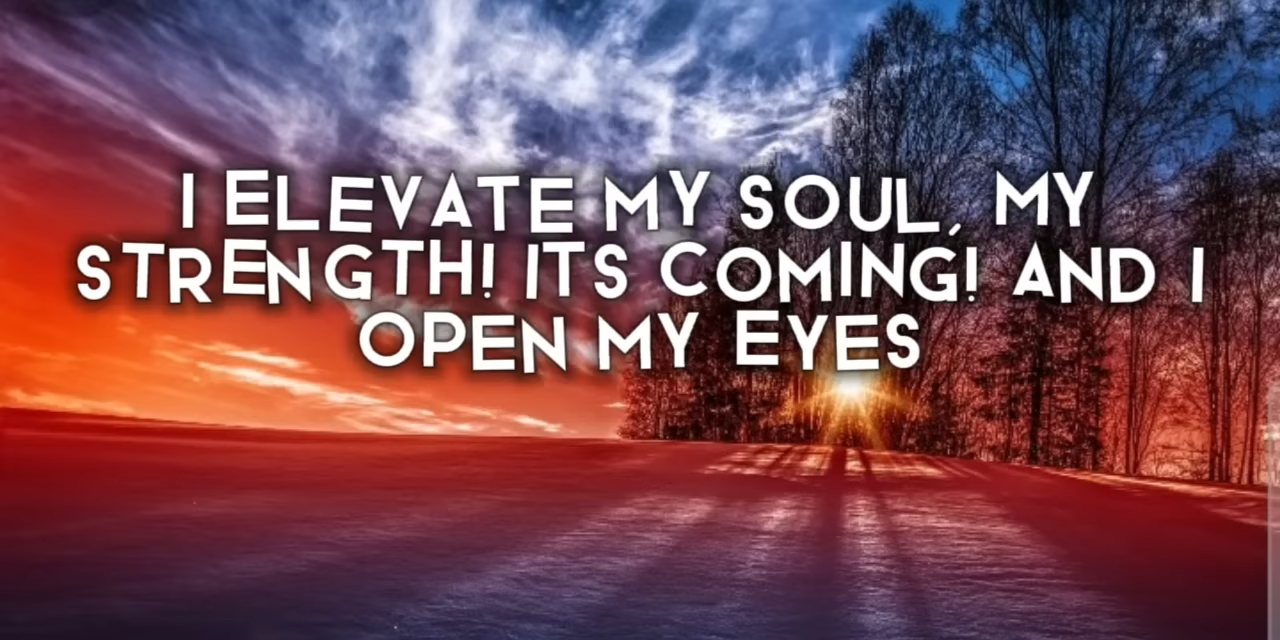 I ELEVATE MY SOUL, MY
STRENGTH! ITS COMING! AND I
OPEN MY EYES